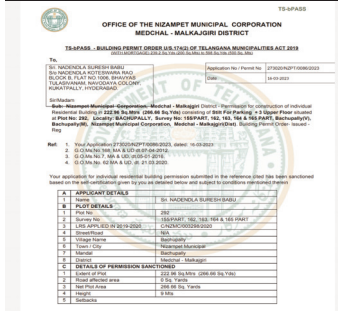 TS-bPASS
OFFICE OF THE NIZAMPET MUNICIPAL CORPORATION
MEDCHAL - MALKAJGIRI DISTRICT
TS-bPASS - BUILDING PERMIT ORDER U/S.174(2) OF TELANGANA MUNICIPALITIES ACT 2019
To,
Sri. NADENDLA SURESH BABU
S/o NADENDLA KOTESWARA RAO
BLOCK B, FLAT NO.1008, BHAVYAS
TULASIVANAM, NAVODAYA COLONY,
KUKATPALLY, HYDERABAD.
Application No / Permit No 273020/NZPT/0086/2023
Date 16-03-2023
Sir/Madam
Sub: Nizampet Municipal Corporation, Medchal - Malkajgiri District - Permission for construction of individual
Residential Building in 222.96 Sq.Mtrs (266.66 Sq.Yds) consisting of Stilt For Parking + 3 Upper Floor situated
at Plot No: 292, Locality: BACHUPALLY, Survey No: 155/PART, 162, 163, 164 & 165 PART, Bachupally(V),
Bachupally(M), Nizampet Municipal Corporation, Medchal - Malkajgiri(Dist). Building Permit Order- Issued -
Reg
Ref: 1. Your Application 273020/NZPT/0086/2023, dated: 16-03-2023
2. G.O.Ms.No.168, MA & UD dt.07-04-2012.
3. G.O.Ms.No.7, MA & UD dt.05-01-2016.
4. G.O.Ms.No. 62 MA & UD dt. 21.03.2020.
Your application for individual residential building permission submitted in the reference cited has been sanctioned
based on the self-certification given by you as detailed below and subject to conditions mentioned therein :
A APPLICANT DETAILS
1 Name Sri. NADENDLA SURESH BABU
B PLOT DETAILS
1 Plot No. 292
2 Survey No. 155/PART, 162, 163, 164 & 165 PART
3 LRS APPLIED IN 2019-2020 C/NZMC/003298/2020
4 Street/Road N/A
5 Village Name Bachupally
6 Town / City Nizampet Municipal
7 Mandal Bachupally
8 District Medchel - Malkajgiri
C DETAILS OF PERMISSION SANCTIONED
1 Extent of Plot 222.96 Sq.Mtrs (266.66 Sq.Yds)
2 Road affected area 0 Sq. Yards
3 Net Plot Area 266.66 Sq. Yards
4 Height 9 Mts
5 Setbacks